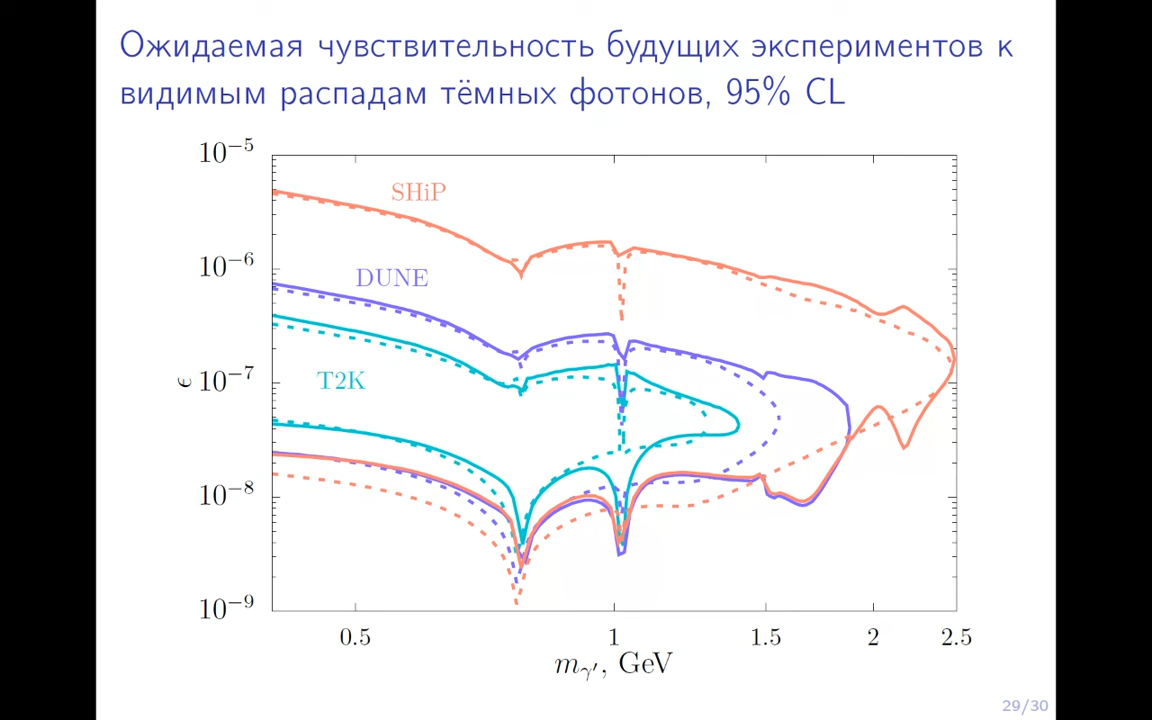 Ожидаемая чувствительность будущих экспериментов к
видимым распадам тёмных фотонов, 95% CL
10⁻⁵
SHiP
10⁻⁶
DUNE
ϵ
10⁻⁷
T2K
10⁻⁸
10⁻⁹
0.5 1 1.5 2 2.5
m_γ′, GeV
29/30